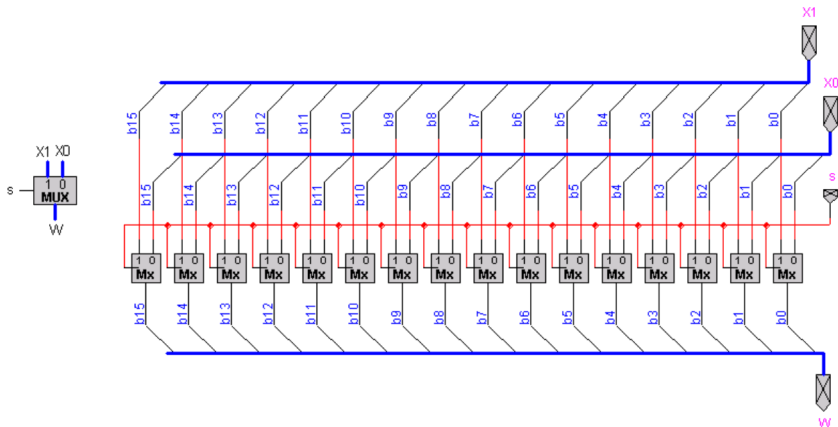 X1
X0
b15 b14 b13 b12 b11 b10 b9 b8 b7 b6 b5 b4 b3 b2 b1 b0
X1 X0
s
1 0
MUX
W
b15 b14 b13 b12 b11 b10 b9 b8 b7 b6 b5 b4 b3 b2 b1 b0
s
1 0 1 0 1 0 1 0 1 0 1 0 1 0 1 0 1 0 1 0 1 0 1 0 1 0 1 0 1 0 1 0
Mx Mx Mx Mx Mx Mx Mx Mx Mx Mx Mx Mx Mx Mx Mx Mx
b15 b14 b13 b12 b11 b10 b9 b8 b7 b6 b5 b4 b3 b2 b1 b0
W